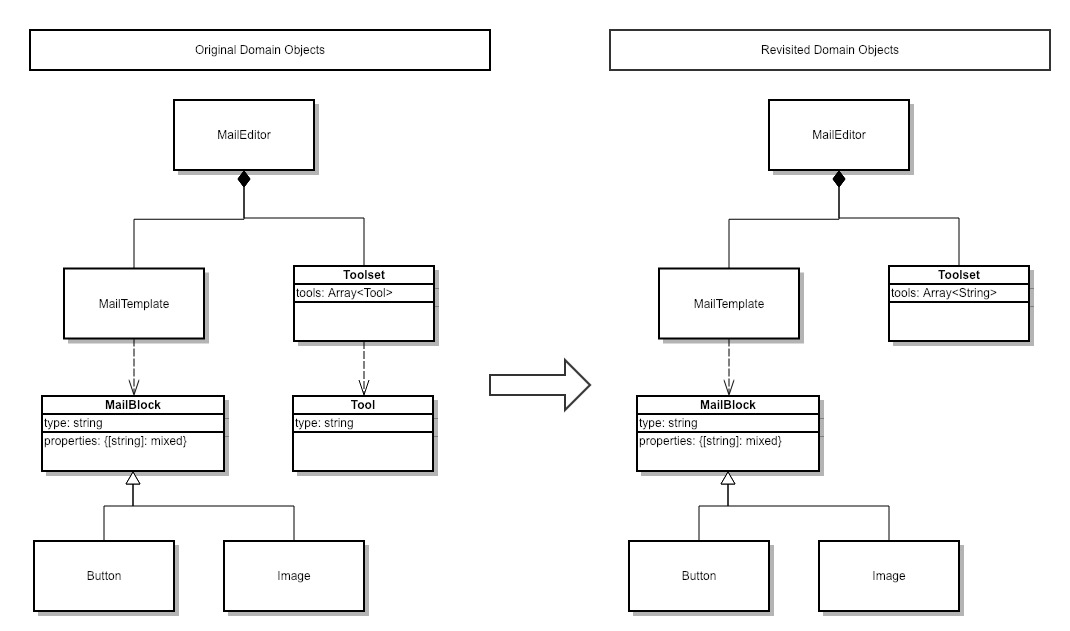 Original Domain Objects
MailEditor
MailTemplate
Toolset
tools: Array<Tool>
MailBlock
type: string
properties: {[string]: mixed}
Tool
type: string
Button
Image
Revisited Domain Objects
MailEditor
MailTemplate
Toolset
tools: Array<String>
MailBlock
type: string
properties: {[string]: mixed}
Button
Image